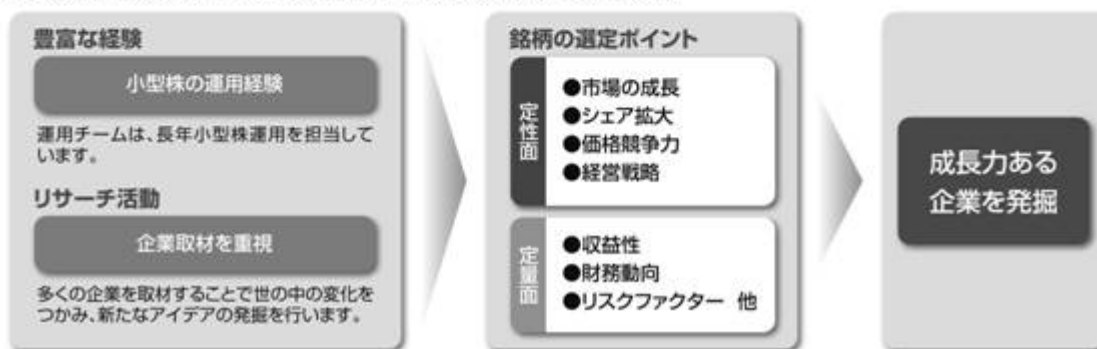 豊富な経験
小型株の運用経験
運用チームは、長年小型株運用を担当して
います。
リサーチ活動
企業取材を重視
多くの企業を取材することで世の中の変化を
つかみ、新たなアイデアの発掘を行います。
銘柄の選定ポイント
定性面
●市場の成長
●シェア拡大
●価格競争力
●経営戦略
定量面
●収益性
●財務動向
●リスクファクター 他
成長力ある
企業を発掘